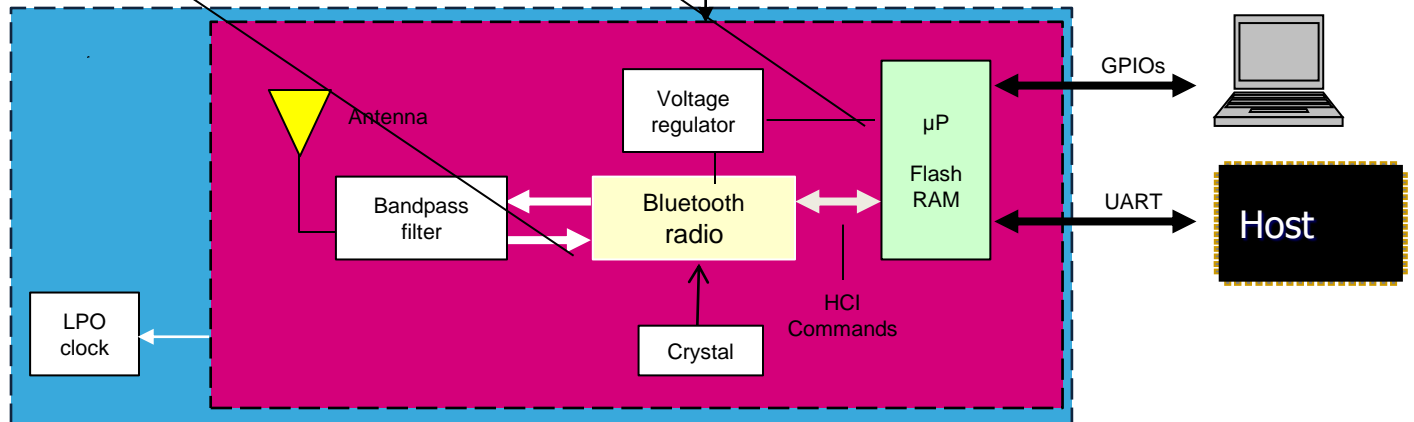 GPIOs
Voltage
regulator
µP
Antenna
Flash
RAM
Bandpass
filter
Bluetooth
radio
UART
Host
HCI
Commands
LPO
clock
Crystal